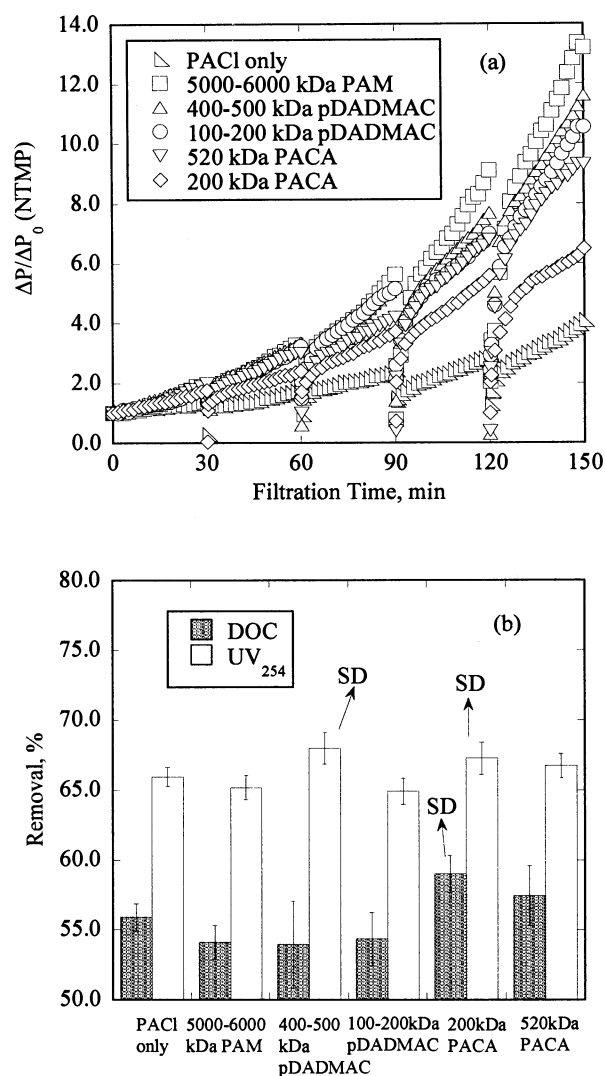 14.0
12.0
10.0
8.0
6.0
4.0
2.0
0.0
ΔP/ΔP0 (NTMP)
(a)
PACl only
5000-6000 kDa PAM
400-500 kDa pDADMAC
100-200 kDa pDADMAC
520 kDa PACA
200 kDa PACA
0 30 60 90 120 150
Filtration Time, min
80.0
75.0
70.0
65.0
60.0
55.0
50.0
Removal, %
(b)
DOC
UV254
SD
SD
SD
PACl only
5000-6000 kDa PAM
400-500 kDa pDADMAC
100-200kDa pDADMAC
200kDa PACA
520kDa PACA